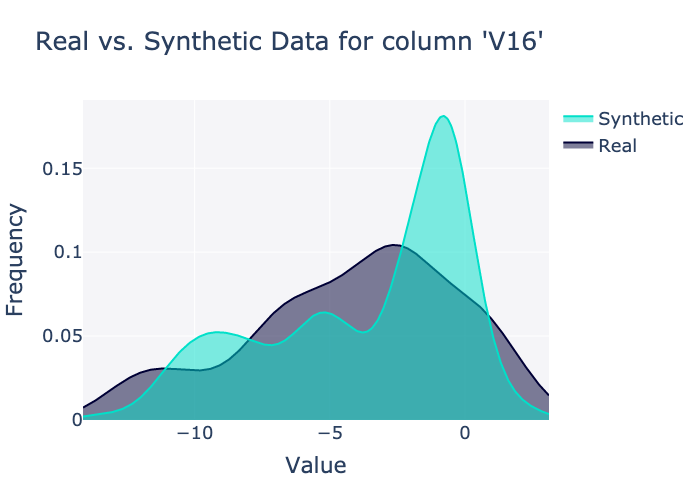 Real vs. Synthetic Data for column 'V16'
Synthetic
Real
0.15
0.1
0.05
0
Frequency
−10
−5
0
Value